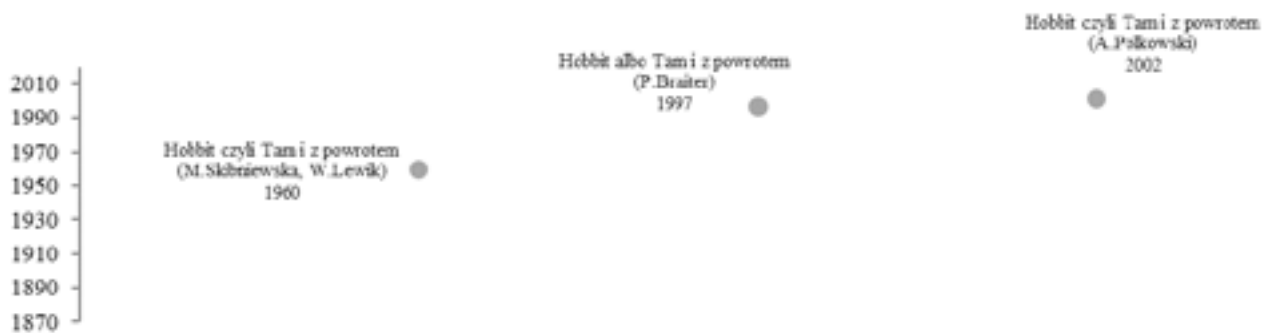 Hobbit czyli Tam i z powrotem
(A.Polkowski)
2002
Hobbit albo Tam i z powrotem
(P.Braiter)
1997
Hobbit czyli Tam i z powrotem
(M.Skibniewska, W.Lewik)
1960
2010
1990
1970
1950
1930
1910
1890
1870